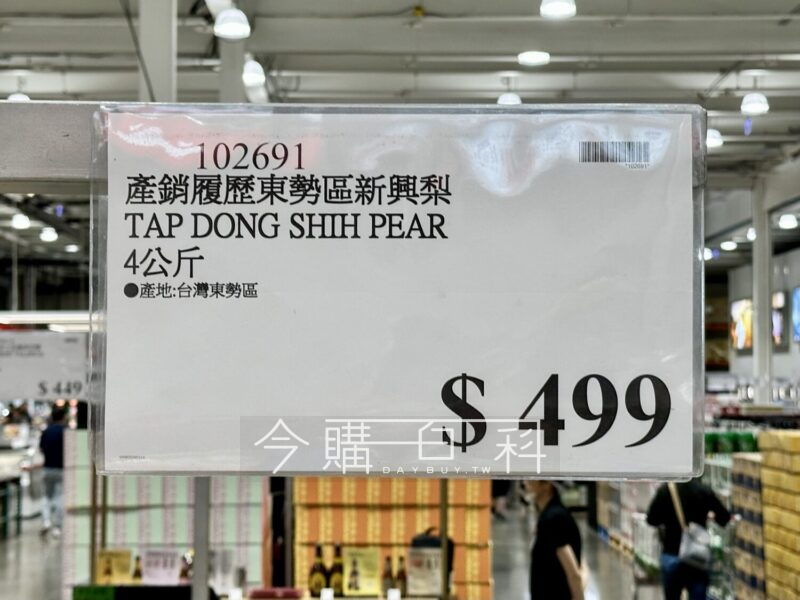 102691
*102691*
產銷履歷東勢區新興梨
TAP DONG SHIH PEAR
4公斤
●產地:台灣東勢區
$ 499
$ 449
今購百科
DAYBUY.TW